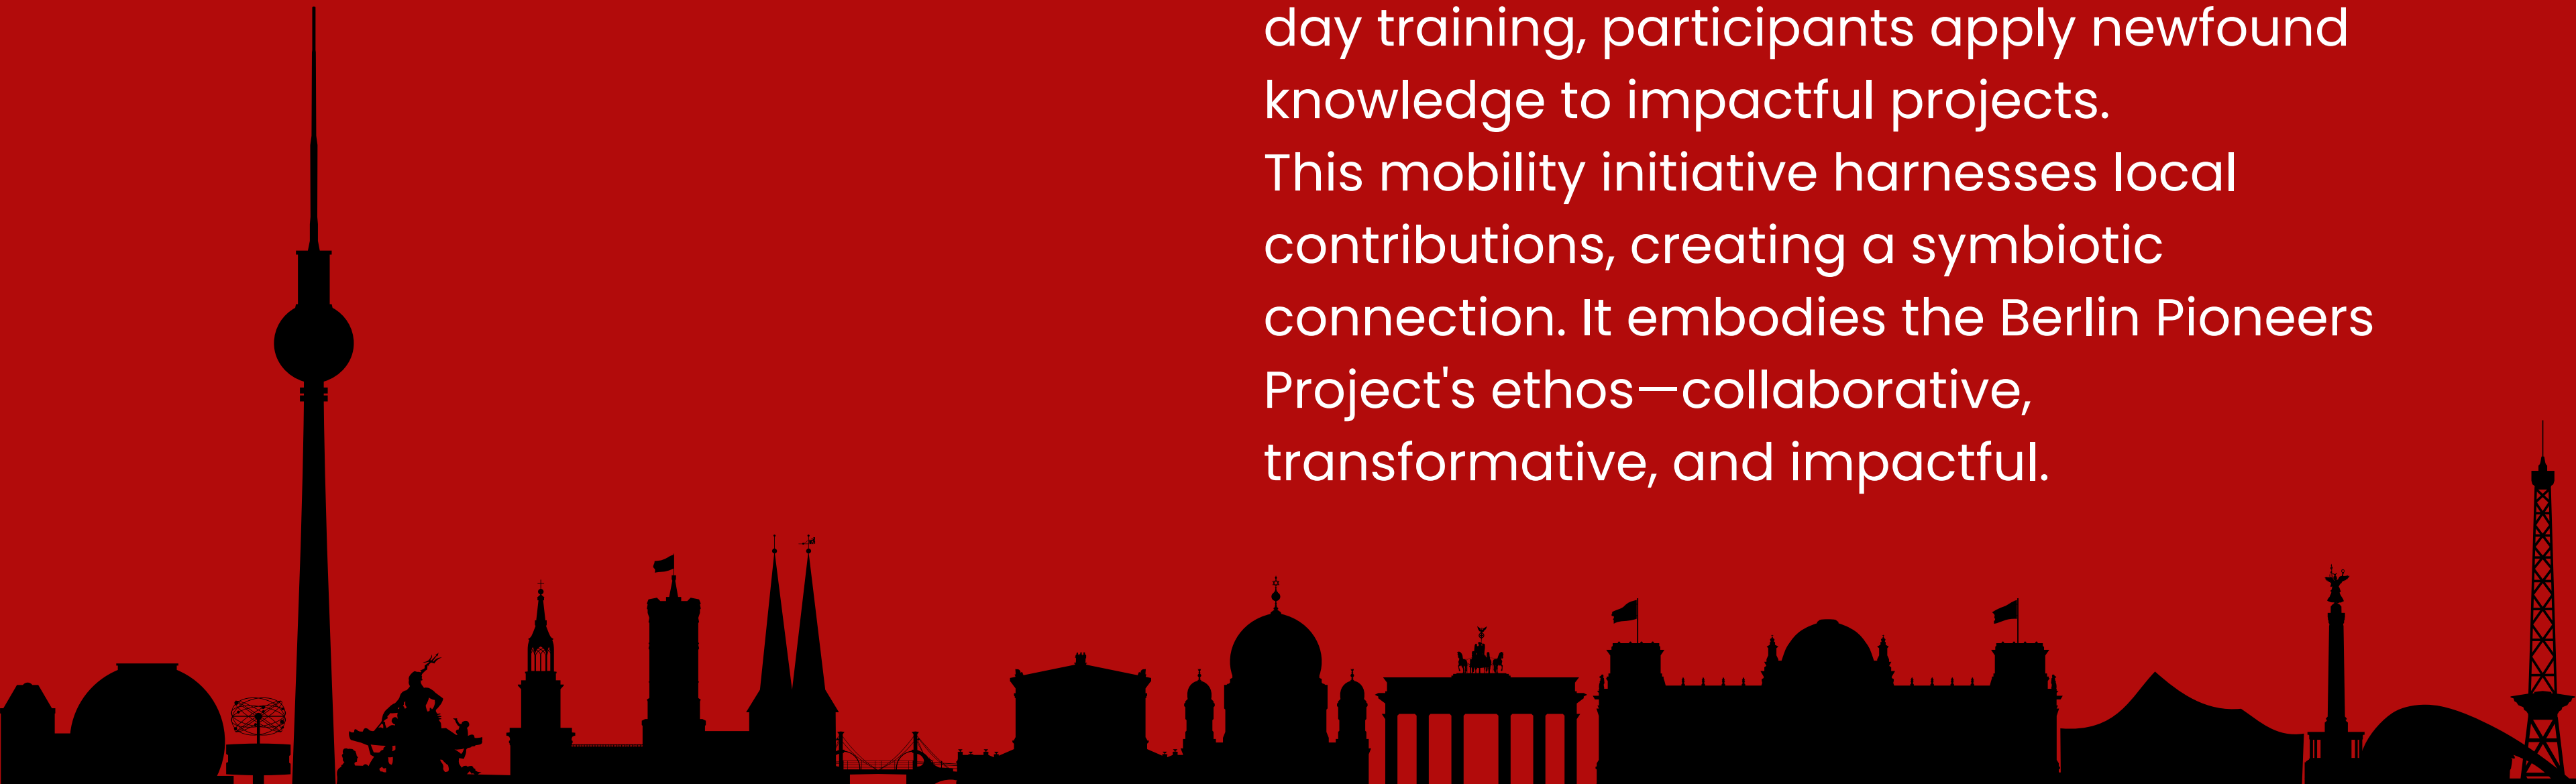 day training, participants apply newfound
knowledge to impactful projects.
This mobility initiative harnesses local
contributions, creating a symbiotic
connection. It embodies the Berlin Pioneers
Project's ethos—collaborative,
transformative, and impactful.